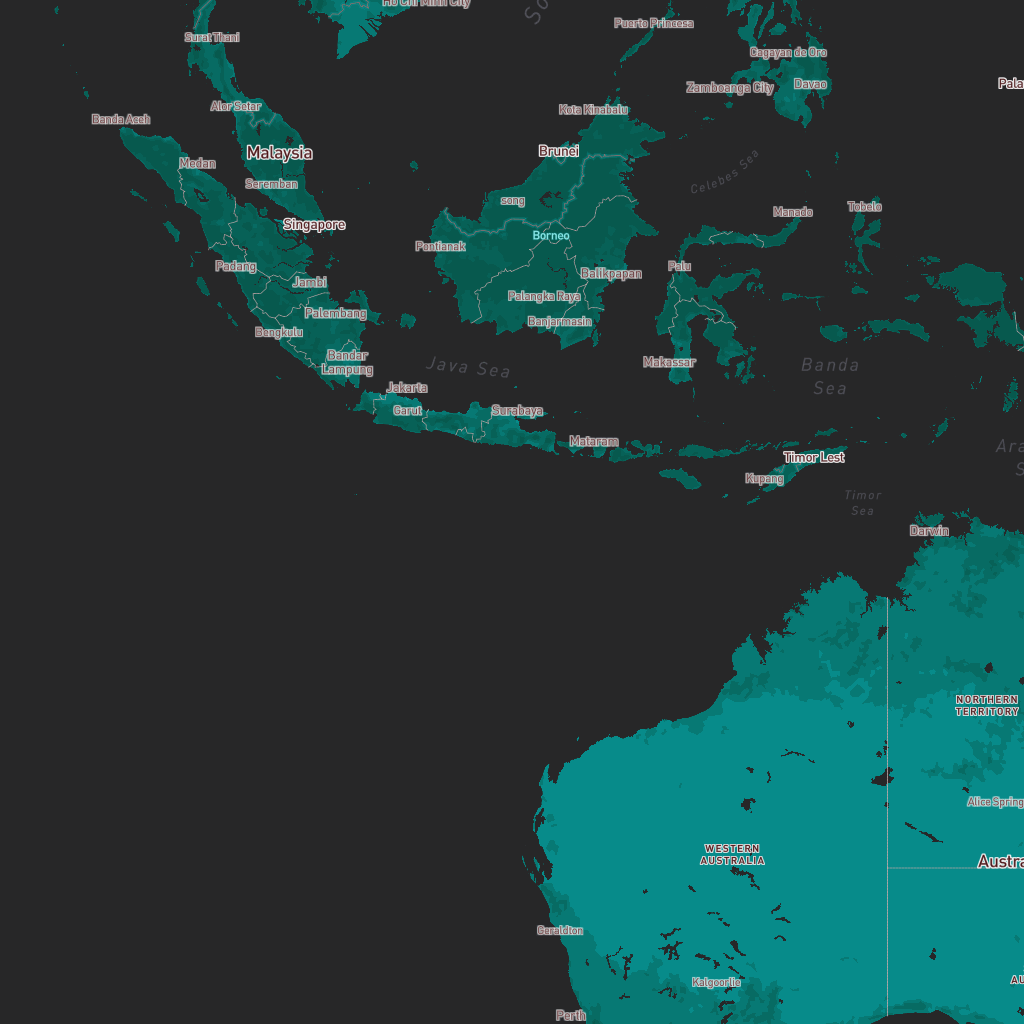 Ho Chi Minh City
So
Puerto Princesa
Surat Thani
Cagayan de Oro
Zamboanga City
Davao
Pala
Alor Setar
Kota Kinabalu
Banda Aceh
Malaysia
Brunei
Medan
Celebes Sea
Seremban
song
Tobelo
Manado
Singapore
Borneo
Pontianak
Padang
Palu
Balikpapan
Jambi
Palangka Raya
Palembang
Banjarmasin
Bengkulu
Bandar
Lampung
Java Sea
Makassar
Banda
Sea
Jakarta
Garut
Surabaya
Mataram
Ara
S
Timor Lest
Kupang
Timor
Sea
Darwin
NORTHERN
TERRITORY
Alice Spring
WESTERN
AUSTRALIA
Austra
Geraldton
Kalgoorlie
AU
Perth